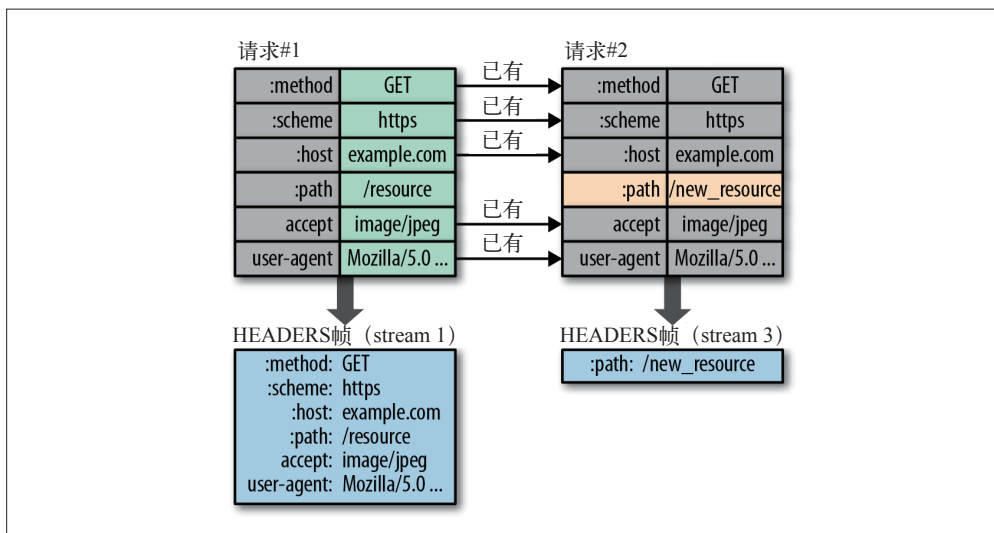 请求#1
:method GET
:scheme https
:host example.com
:path /resource
accept image/jpeg
user-agent Mozilla/5.0 ...
已有
已有
已有
已有
已有
请求#2
:method GET
:scheme https
:host example.com
:path /new_resource
accept image/jpeg
user-agent Mozilla/5.0 ...
HEADERS帧（stream 1）
:method: GET
:scheme: https
:host: example.com
:path: /resource
accept: image/jpeg
user-agent: Mozilla/5.0 ...
HEADERS帧（stream 3）
:path: /new_resource